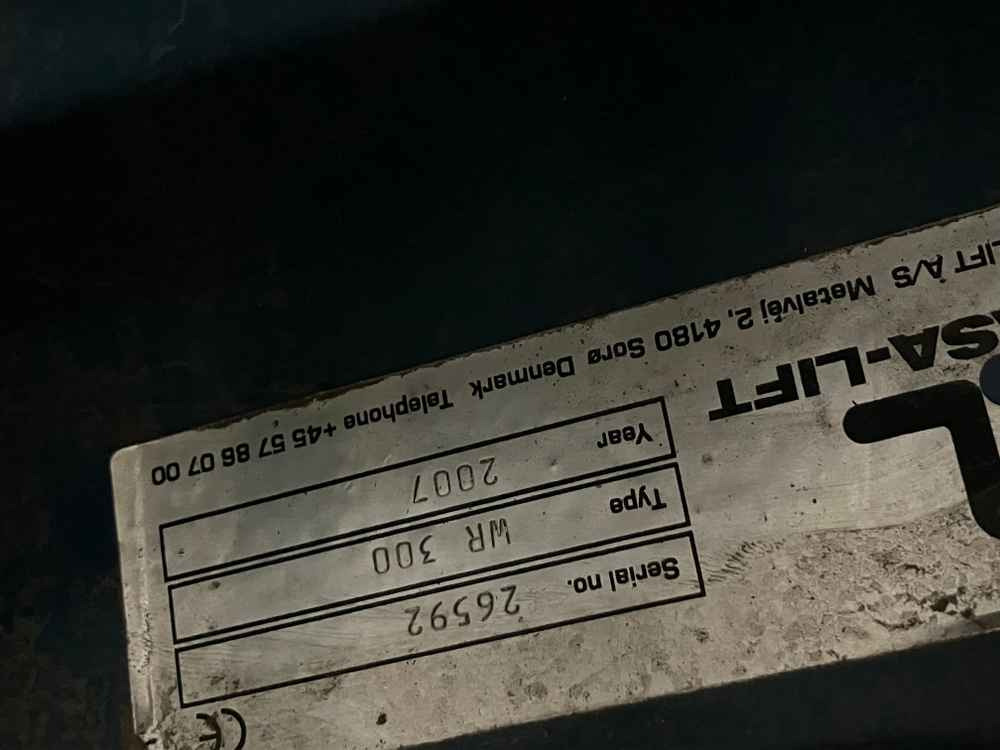 CE
Serial no. 26592
Type WR 300
Year 2007
ASA-LIFT
LIFT A/S Metalvej 2, 4180 Sorø Denmark Telephone +45 57 86 07 00